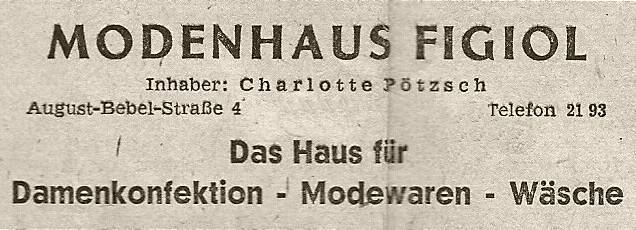 MODENHAUS FIGIOL
Inhaber: Charlotte Pötzsch
August-Bebel-Straße 4 Telefon 21 93
Das Haus für
Damenkonfektion - Modewaren - Wäsche